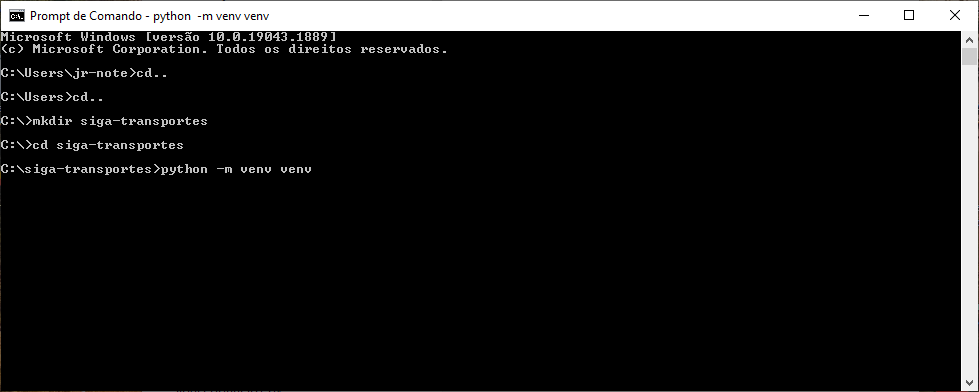 Prompt de Comando - python  -m venv venv
Microsoft Windows [versão 10.0.19043.1889]
(c) Microsoft Corporation. Todos os direitos reservados.
C:\Users\jr-note>cd..
C:\Users>cd..
C:\>mkdir siga-transportes
C:\>cd siga-transportes
C:\siga-transportes>python -m venv venv